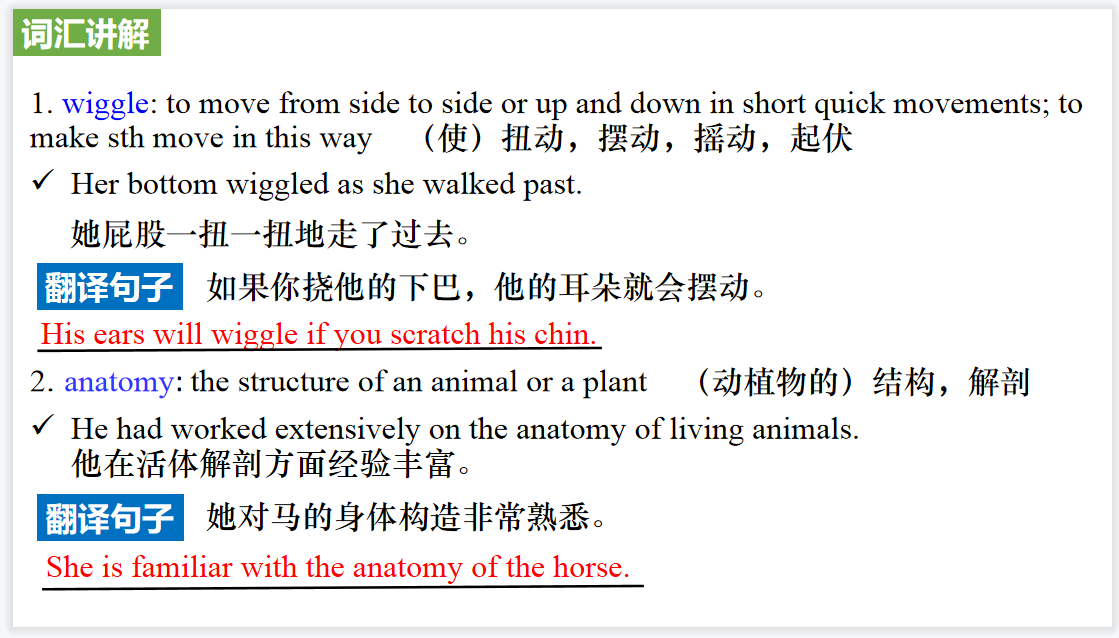 词汇讲解
1. wiggle: to move from side to side or up and down in short quick movements; to
make sth move in this way （使）扭动，摆动，摇动，起伏
✓ Her bottom wiggled as she walked past.
她屁股一扭一扭地走了过去。
翻译句子 如果你挠他的下巴，他的耳朵就会摆动。
His ears will wiggle if you scratch his chin.
2. anatomy: the structure of an animal or a plant （动植物的）结构，解剖
✓ He had worked extensively on the anatomy of living animals.
他在活体解剖方面经验丰富。
翻译句子 她对马的身体构造非常熟悉。
She is familiar with the anatomy of the horse.